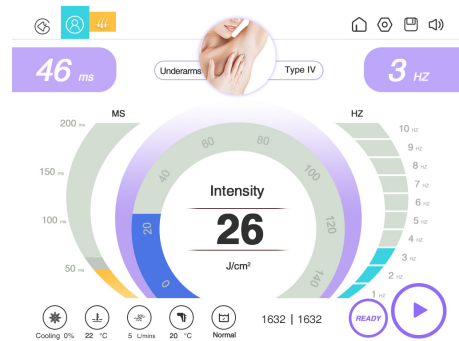 46 ms
Underarms
Type IV
3 HZ
MS
HZ
200 ms
150 ms
100 ms
50 ms
0
20
40
60
80
100
120
140
10 HZ
9 HZ
8 HZ
7 HZ
6 HZ
5 HZ
4 HZ
3 HZ
2 HZ
1 HZ
Intensity
26
J/cm²
Cooling 0%
22 °C
5 L/mins
20 °C
Normal
1632 | 1632
READY